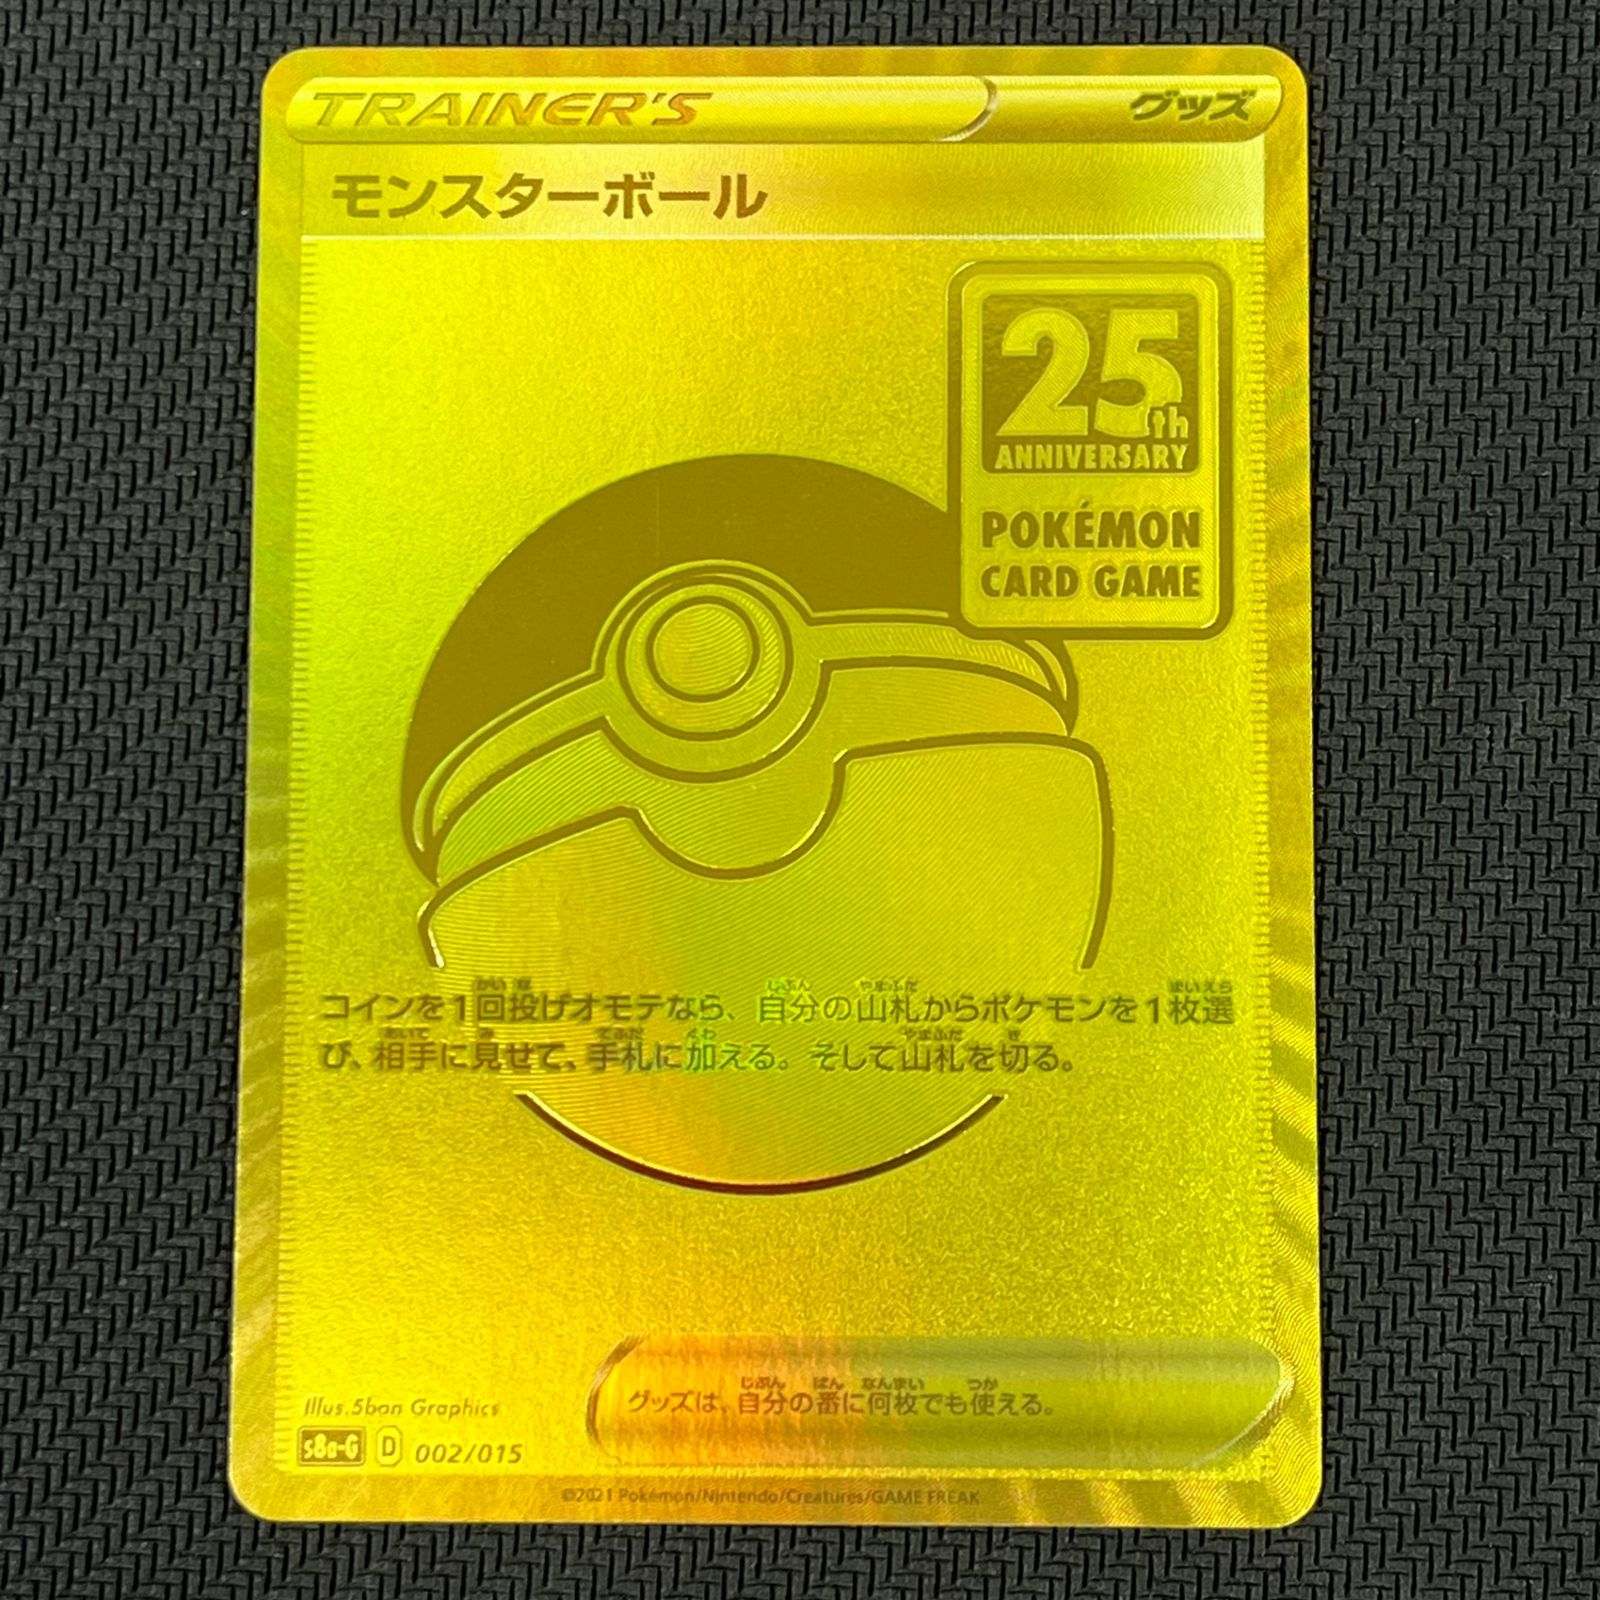 TRAINER'S グッズ
モンスターボール
25th
ANNIVERSARY
POKÉMON
CARD GAME
コインを1回投げオモテなら、自分の山札からポケモンを1枚選
び、相手に見せて、手札に加える。そして山札を切る。
グッズは、自分の番に何枚でも使える。
Illus.5ban Graphics
s8a-G D 002/015
©2021 Pokémon/Nintendo/Creatures/GAME FREAK